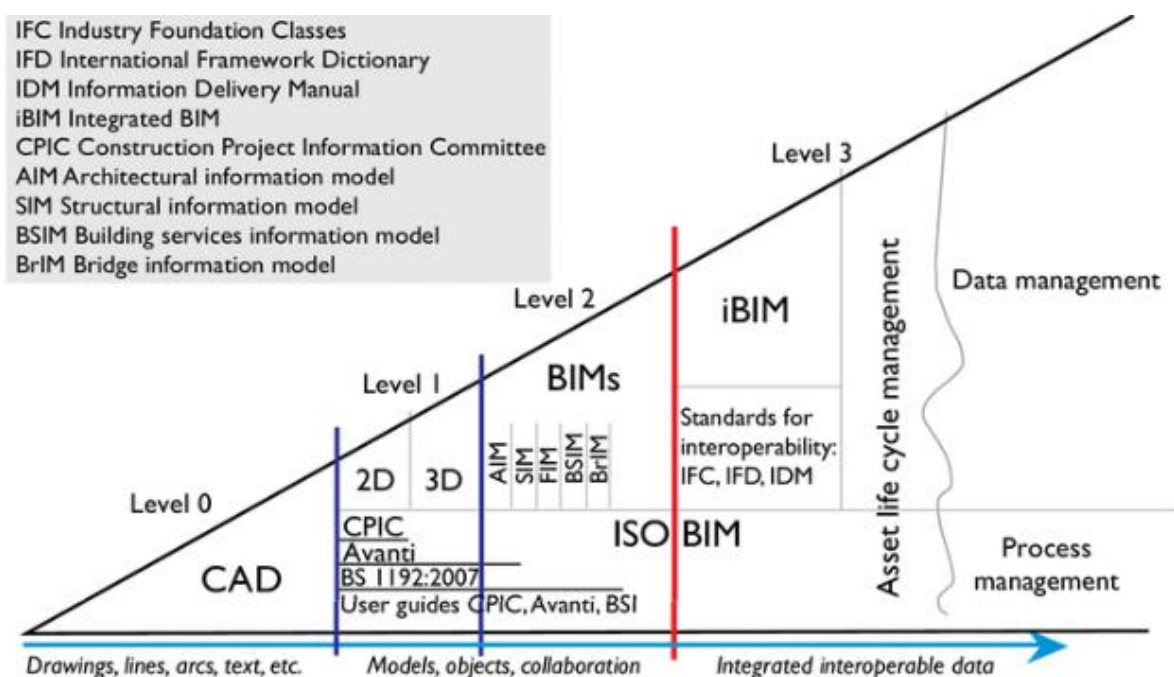 IFC Industry Foundation Classes
IFD International Framework Dictionary
IDM Information Delivery Manual
iBIM Integrated BIM
CPIC Construction Project Information Committee
AIM Architectural information model
SIM Structural information model
BSIM Building services information model
BrIM Bridge information model
Level 0
Level 1
Level 2
Level 3
CAD
2D
3D
CPIC
Avanti
BS 1192:2007
User guides CPIC, Avanti, BSI
BIMs
AIM
SIM
FIM
BSIM
BrIM
ISO BIM
iBIM
Standards for
interoperability:
IFC, IFD, IDM
Asset life cycle management
Data management
Process
management
Drawings, lines, arcs, text, etc.
Models, objects, collaboration
Integrated interoperable data